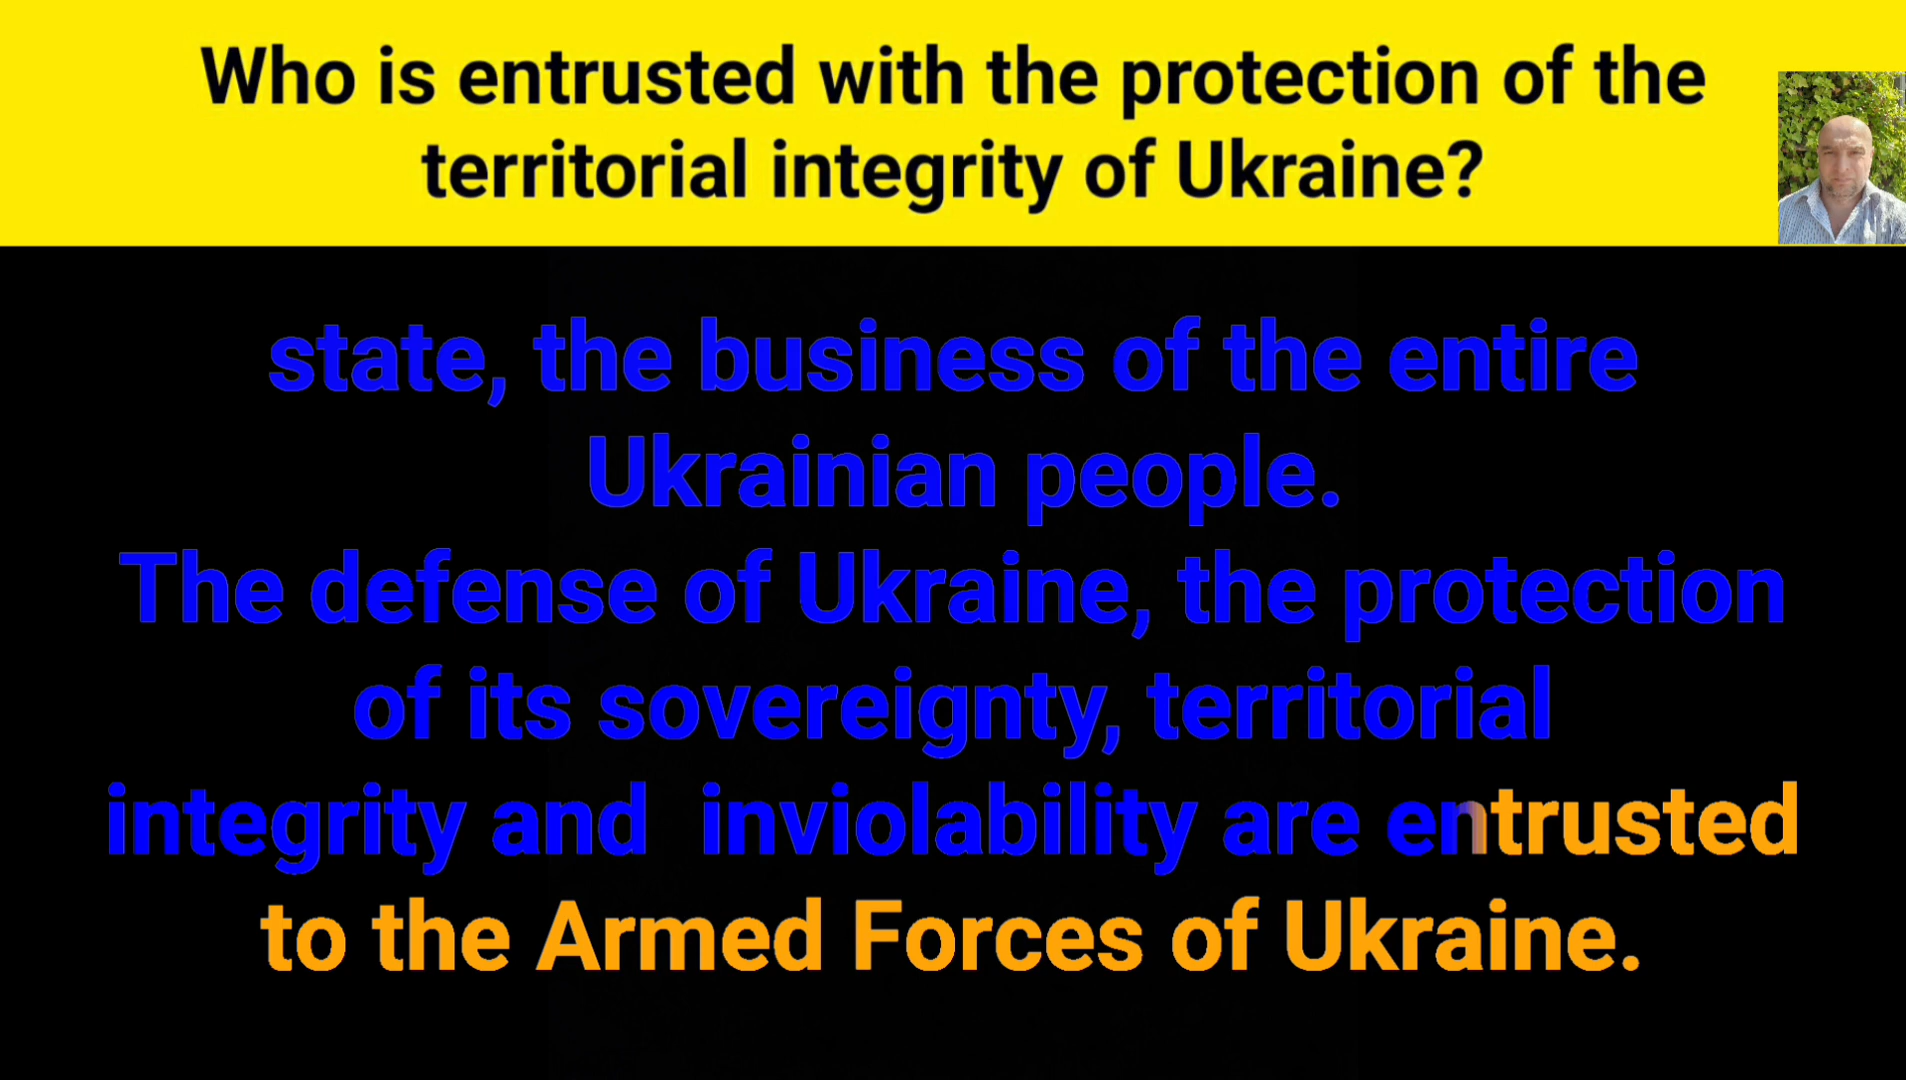 Who is entrusted with the protection of the
territorial integrity of Ukraine?
state, the business of the entire
Ukrainian people.
The defense of Ukraine, the protection
of its sovereignty, territorial
integrity and  inviolability are entrusted
to the Armed Forces of Ukraine.